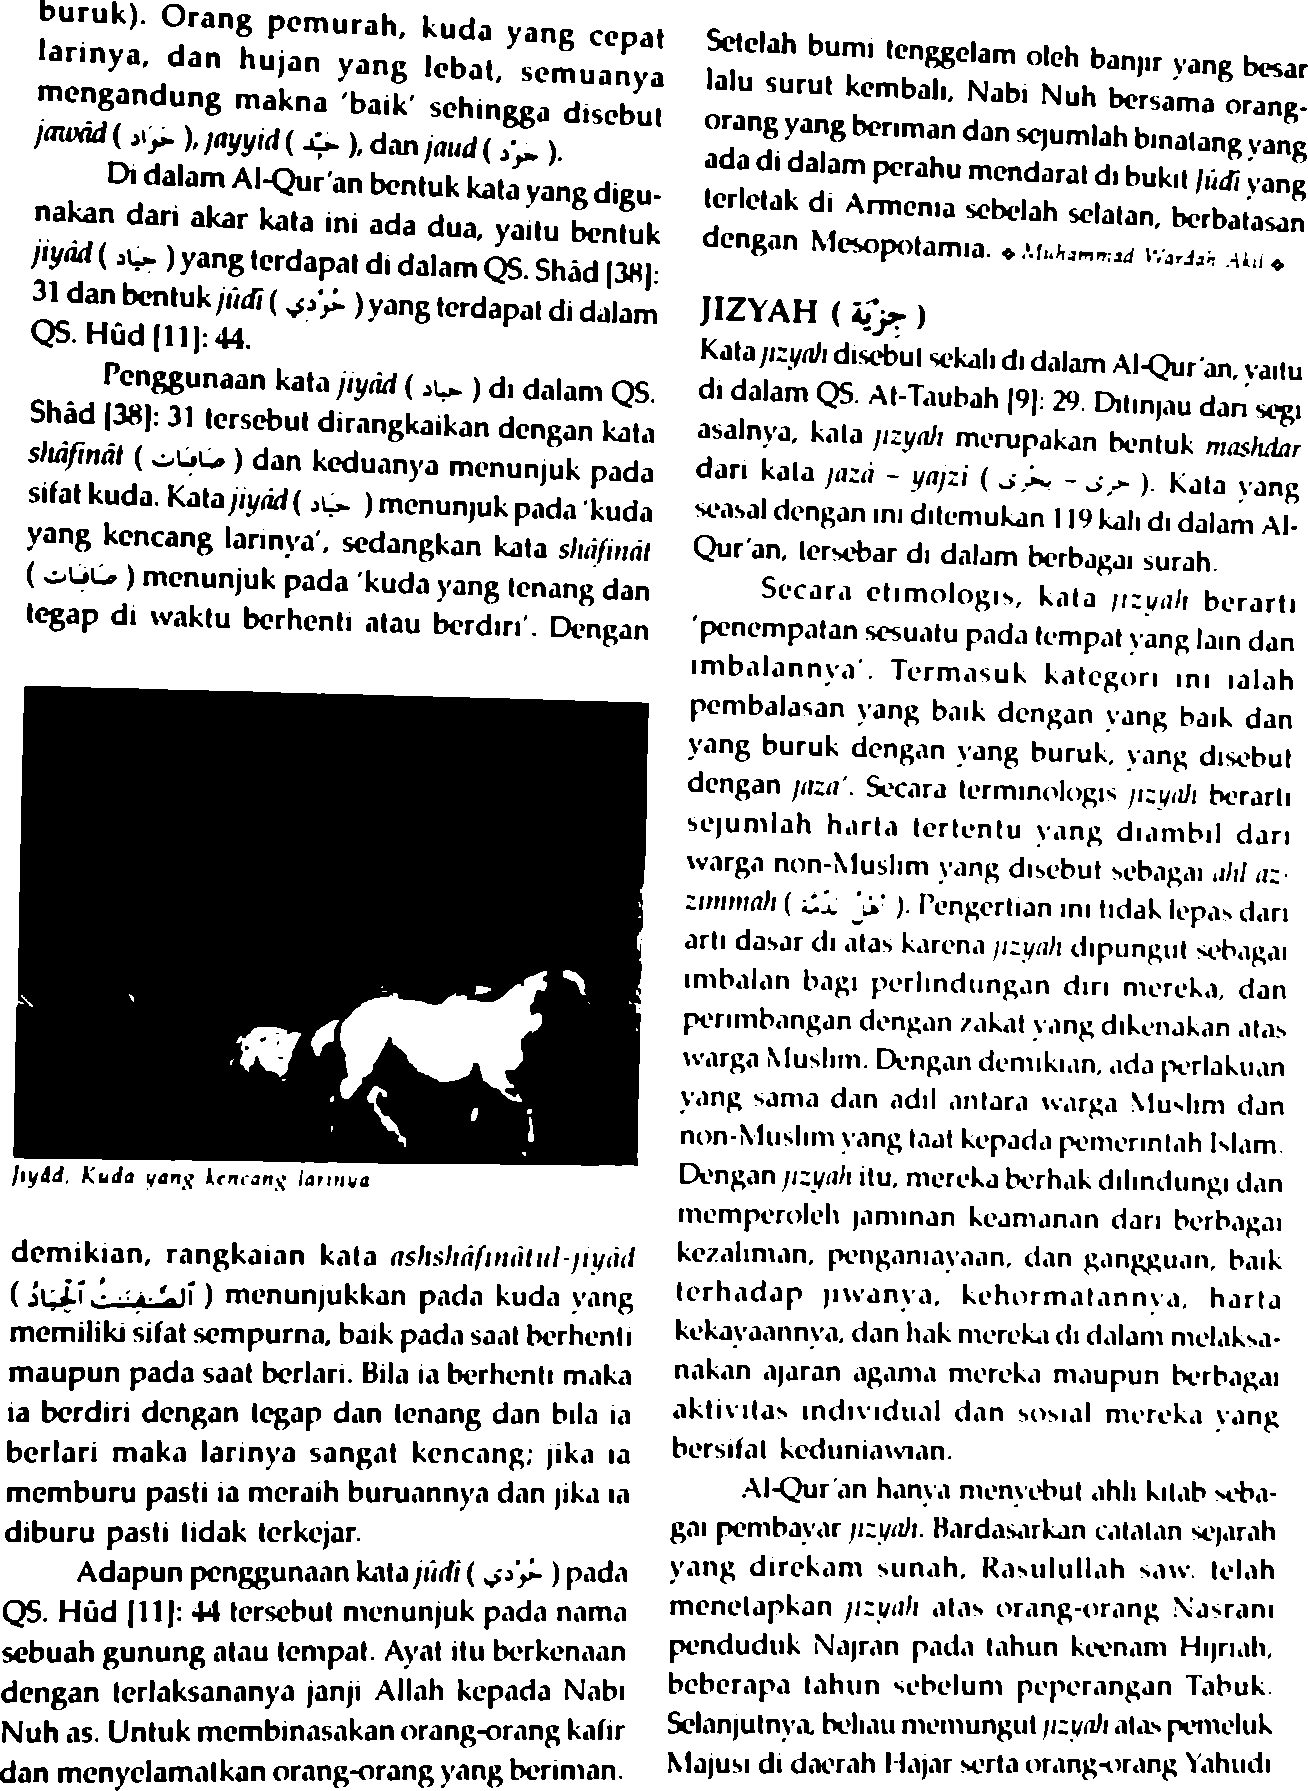 buruk). Orang pemurah, kuda yang cepat
larinya, dan hujan yang lebat, semuanya
mengandung makna 'baik' sehingga disebut
jawâd ( جَوَاد ), jayyid ( جَيِّد ), dan jaud ( جَوْد ).
Di dalam Al-Qur'an bentuk kata yang digu-
nakan dari akar kata ini ada dua, yaitu bentuk
jiyâd ( جياد ) yang terdapat di dalam QS. Shâd [38]:
31 dan bentuk jûdî ( جُوْدِي ) yang terdapat di dalam
QS. Hûd [11]: 44.
Penggunaan kata jiyâd ( جياد ) di dalam QS.
Shâd [38]: 31 tersebut dirangkaikan dengan kata
shâfinât ( صَافِنَات ) dan keduanya menunjuk pada
sifat kuda. Kata jiyâd ( جياد ) menunjuk pada 'kuda
yang kencang larinya', sedangkan kata shâfinât
( صَافِنَات ) menunjuk pada 'kuda yang tenang dan
tegap di waktu berhenti atau berdiri'. Dengan
Jiyâd, Kuda yang kencang larinya
demikian, rangkaian kata ashshâfinâtul-jiyâd
( ٱلصَّـٰفِنَـٰتُ ٱلْجِيَادُ ) menunjukkan pada kuda yang
memiliki sifat sempurna, baik pada saat berhenti
maupun pada saat berlari. Bila ia berhenti maka
ia berdiri dengan tegap dan tenang dan bila ia
berlari maka larinya sangat kencang; jika ia
memburu pasti ia meraih buruannya dan jika ia
diburu pasti tidak terkejar.
Adapun penggunaan kata jûdî ( جُوْدِي ) pada
QS. Hûd [11]: 44 tersebut menunjuk pada nama
sebuah gunung atau tempat. Ayat itu berkenaan
dengan terlaksananya janji Allah kepada Nabi
Nuh as. Untuk membinasakan orang-orang kafir
dan menyelamatkan orang-orang yang beriman.
Setelah bumi tenggelam oleh banjir yang besar
lalu surut kembali, Nabi Nuh bersama orang-
orang yang beriman dan sejumlah binatang yang
ada di dalam perahu mendarat di bukit Jûdî yang
terletak di Armenia sebelah selatan, berbatasan
dengan Mesopotamia. ◆ Muhammad Wardah Akil ◆
JIZYAH ( جِزْيَة )
Kata jizyah disebut sekali di dalam Al-Qur'an, yaitu
di dalam QS. At-Taubah [9]: 29. Ditinjau dari segi
asalnya, kata jizyah merupakan bentuk mashdar
dari kata jazâ – yajzi ( جزى – يجزى ). Kata yang
seasal dengan ini ditemukan 119 kali di dalam Al-
Qur'an, tersebar di dalam berbagai surah.
Secara etimologis, kata jizyah berarti
'penempatan sesuatu pada tempat yang lain dan
imbalannya'. Termasuk kategori ini ialah
pembalasan yang baik dengan yang baik dan
yang buruk dengan yang buruk, yang disebut
dengan jaza'. Secara terminologis jizyah berarti
sejumlah harta tertentu yang diambil dari
warga non-Muslim yang disebut sebagai ahl az-
zimmah ( ). Pengertian ini tidak lepas dari
arti dasar di atas karena jizyah dipungut sebagai
imbalan bagi perlindungan diri mereka, dan
perimbangan dengan zakat yang dikenakan atas
warga Muslim. Dengan demikian, ada perlakuan
yang sama dan adil antara warga Muslim dan
non-Muslim yang taat kepada pemerintah Islam.
Dengan jizyah itu, mereka berhak dilindungi dan
memperoleh jaminan keamanan dari berbagai
kezaliman, penganiayaan, dan gangguan, baik
terhadap jiwanya, kehormatannya, harta
kekayaannya, dan hak mereka di dalam melaksa-
nakan ajaran agama mereka maupun berbagai
aktivitas individual dan sosial mereka yang
bersifat keduniawian.
Al-Qur'an hanya menyebut ahli kitab seba-
gai pembayar jizyah. Bardasarkan catatan sejarah
yang direkam sunah, Rasulullah saw. telah
menetapkan jizyah atas orang-orang Nasrani
penduduk Najran pada tahun keenam Hijriah,
beberapa tahun sebelum peperangan Tabuk.
Selanjutnya, beliau memungut jizyah atas pemeluk
Majusi di daerah Hajar serta orang-orang Yahudi